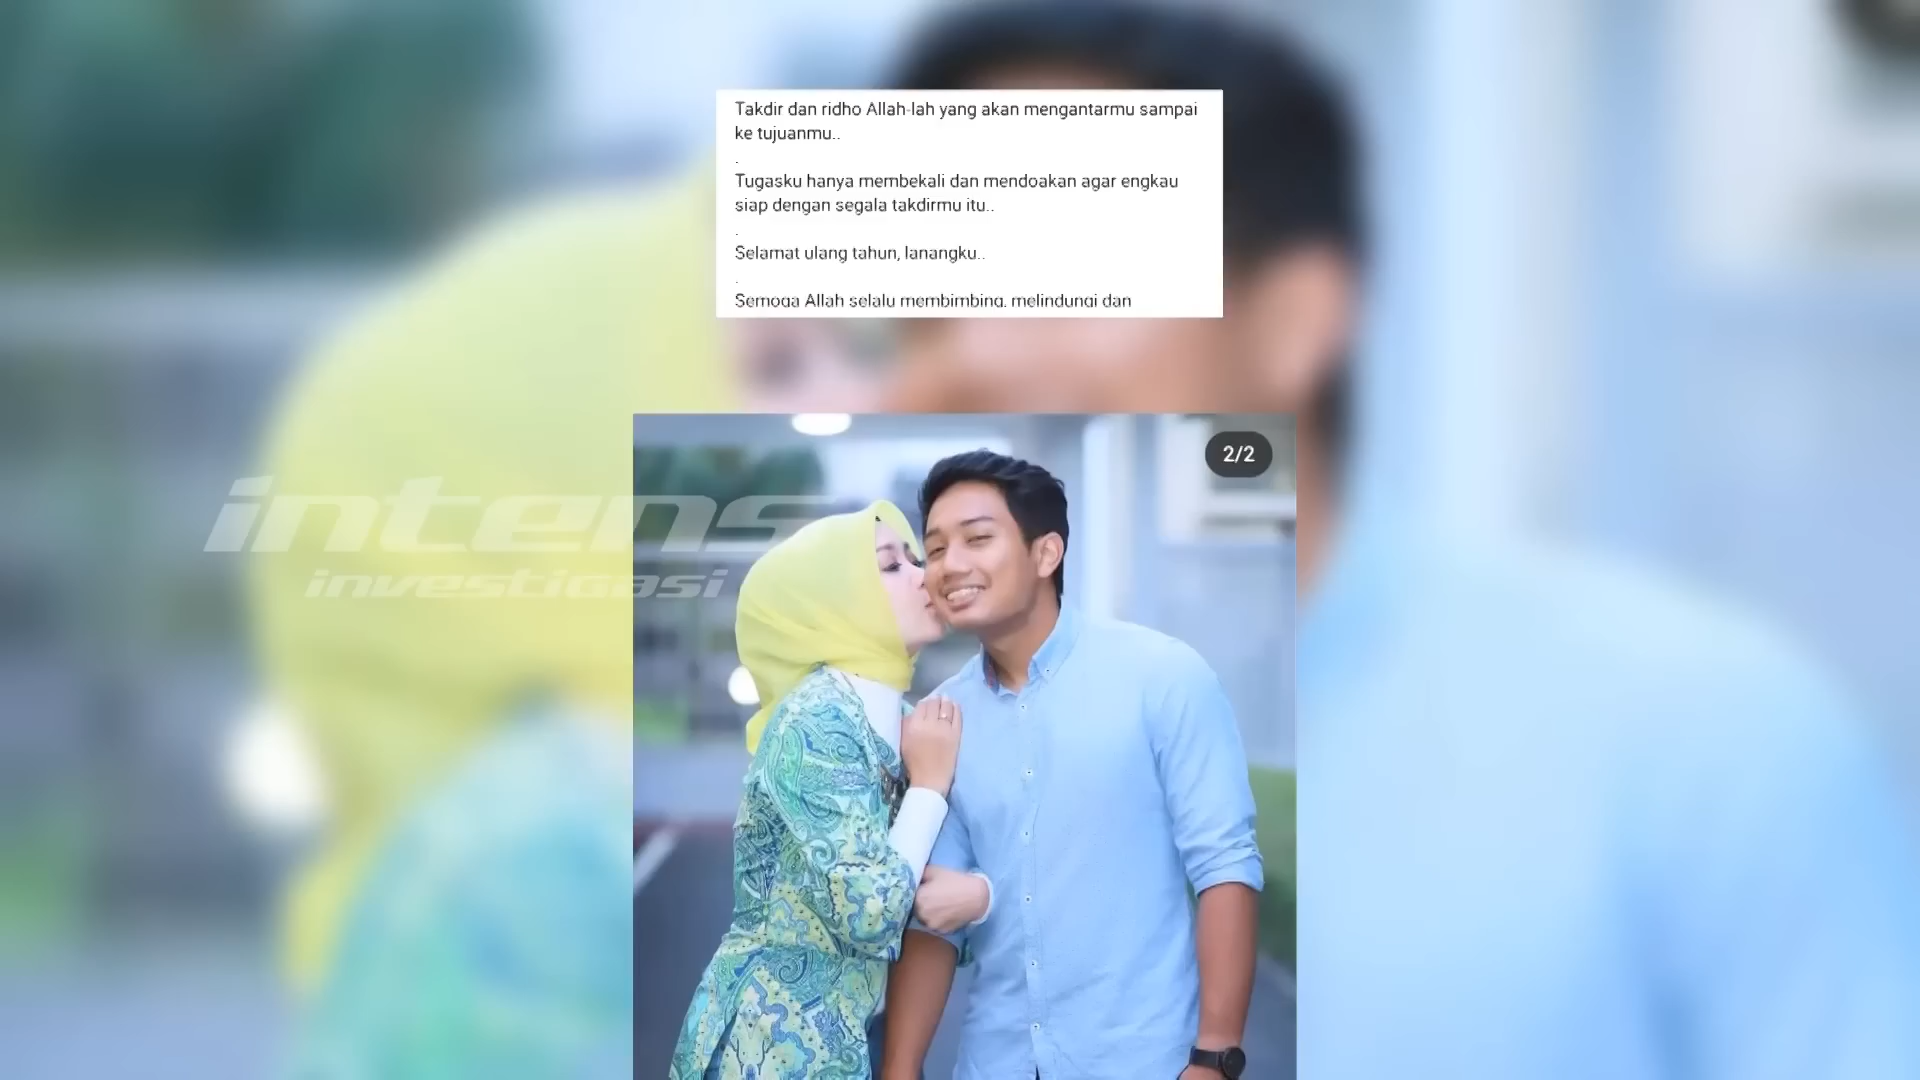 Takdir dan ridho Allah-lah yang akan mengantarmu sampai
ke tujuanmu..
.
Tugasku hanya membekali dan mendoakan agar engkau
siap dengan segala takdirmu itu..
.
Selamat ulang tahun, lanangku..
.
Semoga Allah selalu membimbing, melindungi dan
2/2
intens
investigasi